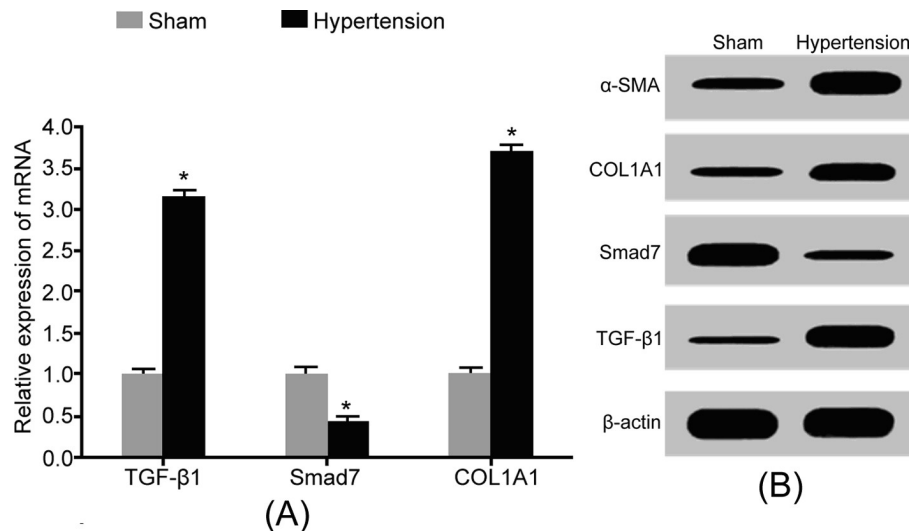 Sham Hypertension
Relative expression of mRNA
4.0
3.5
3.0
2.5
2.0
1.5
1.0
0.5
0.0
*
*
*
TGF-β1 Smad7 COL1A1
(A)
Sham Hypertension
α-SMA
COL1A1
Smad7
TGF-β1
β-actin
(B)